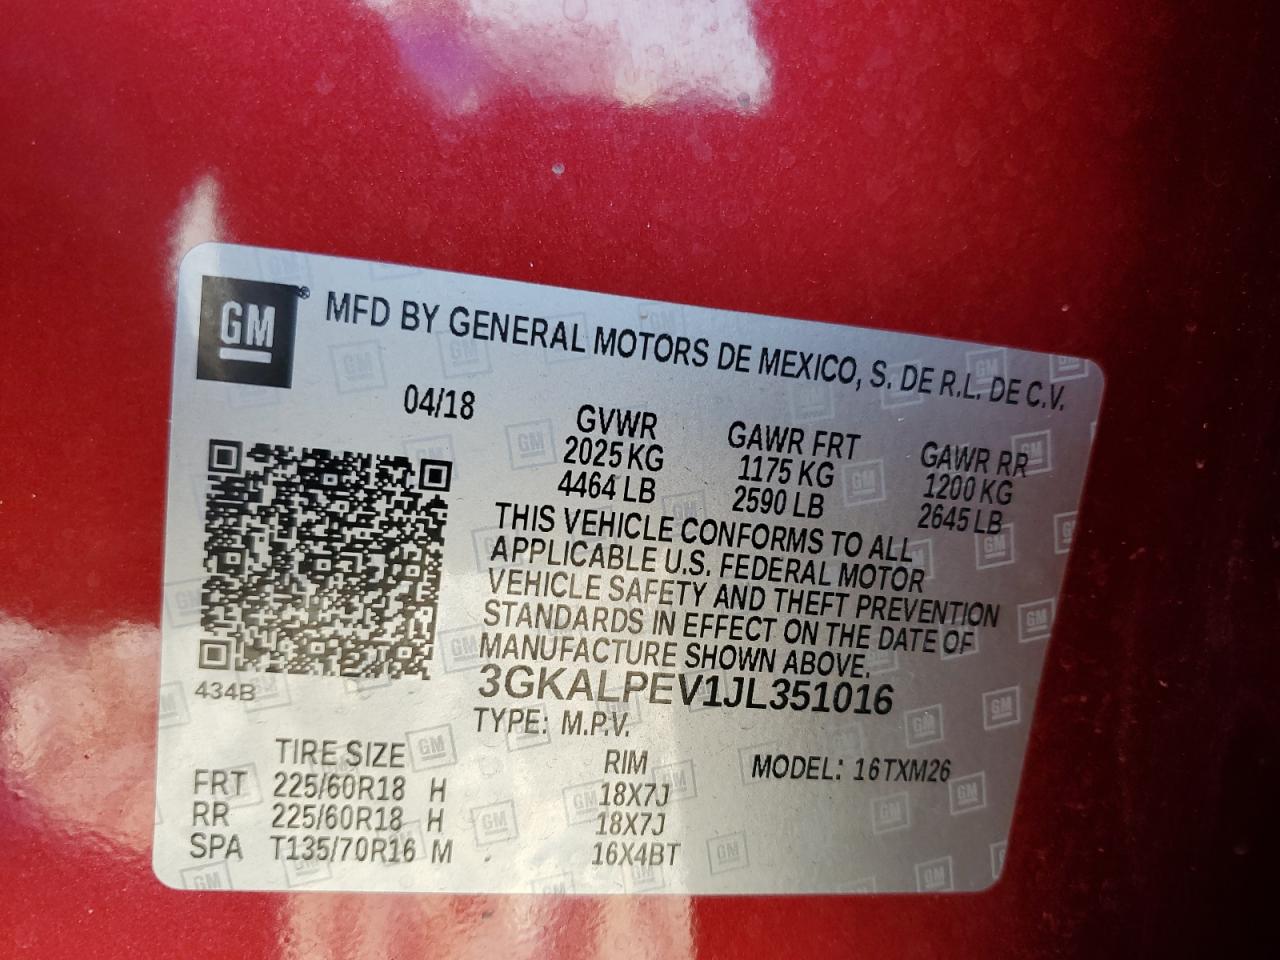 GM® MFD BY GENERAL MOTORS DE MEXICO, S. DE R.L. DE C.V.
04/18
GVWR GAWR FRT GAWR RR
2025 KG 1175 KG 1200 KG
4464 LB 2590 LB 2645 LB
THIS VEHICLE CONFORMS TO ALL
APPLICABLE U.S. FEDERAL MOTOR
VEHICLE SAFETY AND THEFT PREVENTION
STANDARDS IN EFFECT ON THE DATE OF
MANUFACTURE SHOWN ABOVE.
434B
3GKALPEV1JL351016
TYPE: M.P.V.
TIRE SIZE RIM MODEL: 16TXM26
FRT 225/60R18 H 18X7J
RR 225/60R18 H 18X7J
SPA T135/70R16 M 16X4BT